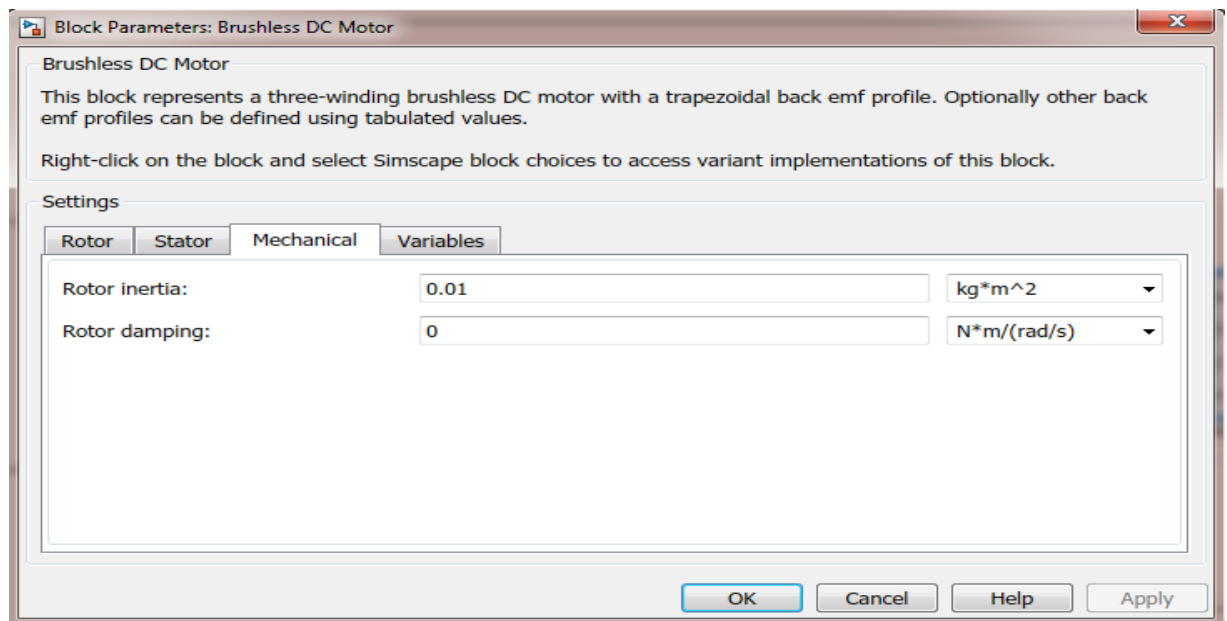 Block Parameters: Brushless DC Motor
Brushless DC Motor
This block represents a three-winding brushless DC motor with a trapezoidal back emf profile. Optionally other back
emf profiles can be defined using tabulated values.
Right-click on the block and select Simscape block choices to access variant implementations of this block.
Settings
Rotor Stator Mechanical Variables
Rotor inertia: 0.01 kg*m^2
Rotor damping: 0 N*m/(rad/s)
OK Cancel Help Apply